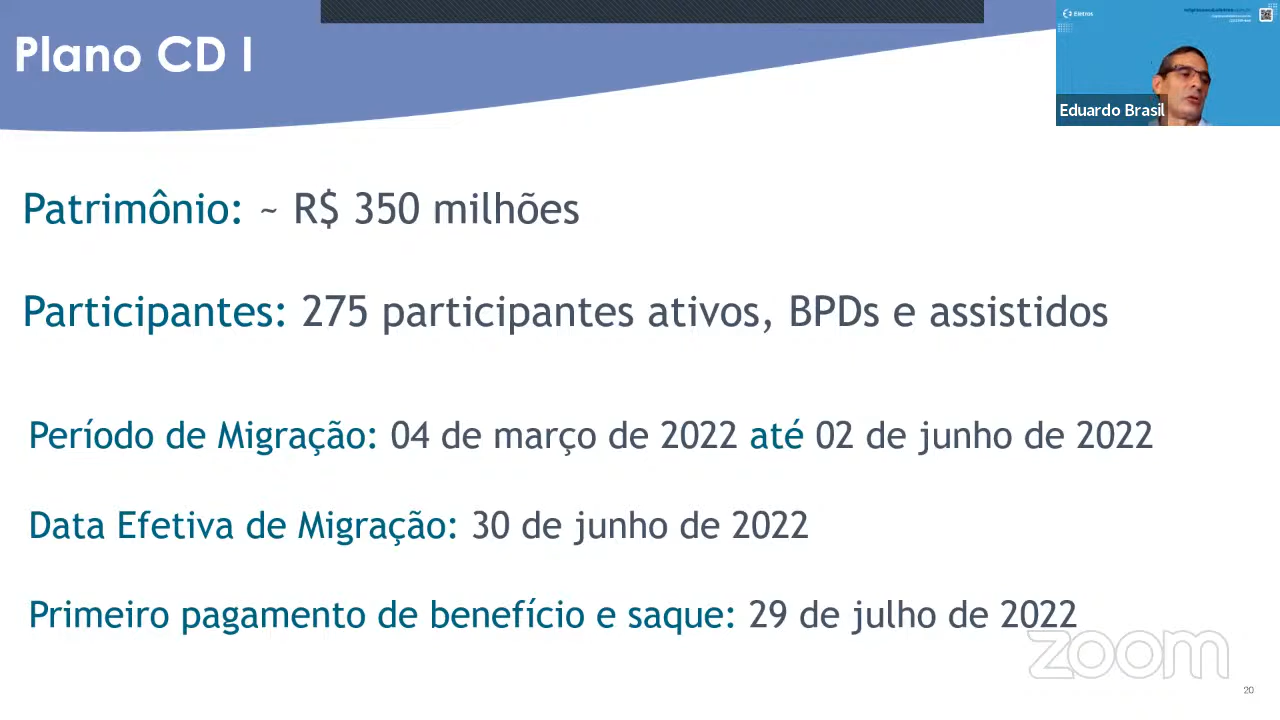 Plano CD I
Eletros
Eduardo Brasil
Patrimônio: ~ R$ 350 milhões
Participantes: 275 participantes ativos, BPDs e assistidos
Período de Migração: 04 de março de 2022 até 02 de junho de 2022
Data Efetiva de Migração: 30 de junho de 2022
Primeiro pagamento de benefício e saque: 29 de julho de 2022
zoom
20